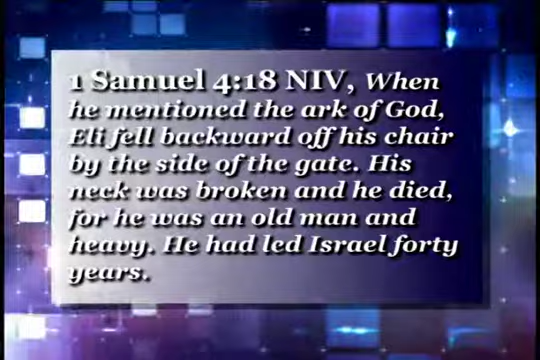 1 Samuel 4:18 NIV, When
he mentioned the ark of God,
Eli fell backward off his chair
by the side of the gate. His
neck was broken and he died,
for he was an old man and
heavy. He had led Israel forty
years.